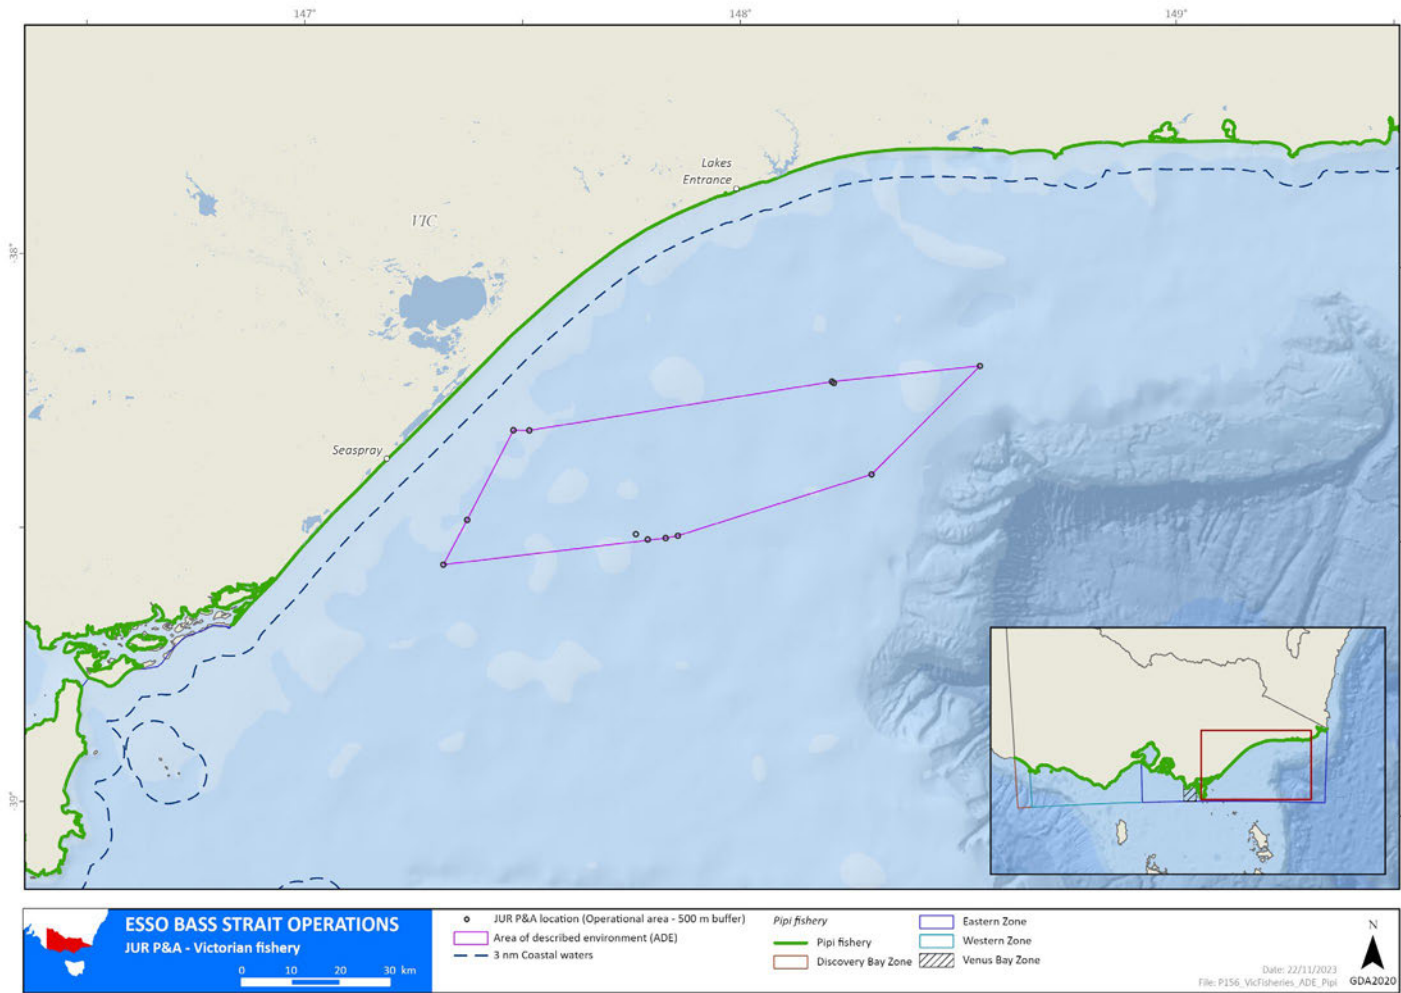 147°
148°
149°
Lakes
Entrance
VIC
-38°
Seaspray
-39°
ESSO BASS STRAIT OPERATIONS
JUR P&A - Victorian fishery
0 10 20 30 km
JUR P&A location (Operational area - 500 m buffer)
Area of described environment (ADE)
3 nm Coastal waters
Pipi fishery
Pipi fishery
Discovery Bay Zone
Eastern Zone
Western Zone
Venus Bay Zone
N
Date: 22/11/2023
File: P156_VicFisheries_ADE_Pipi
GDA2020